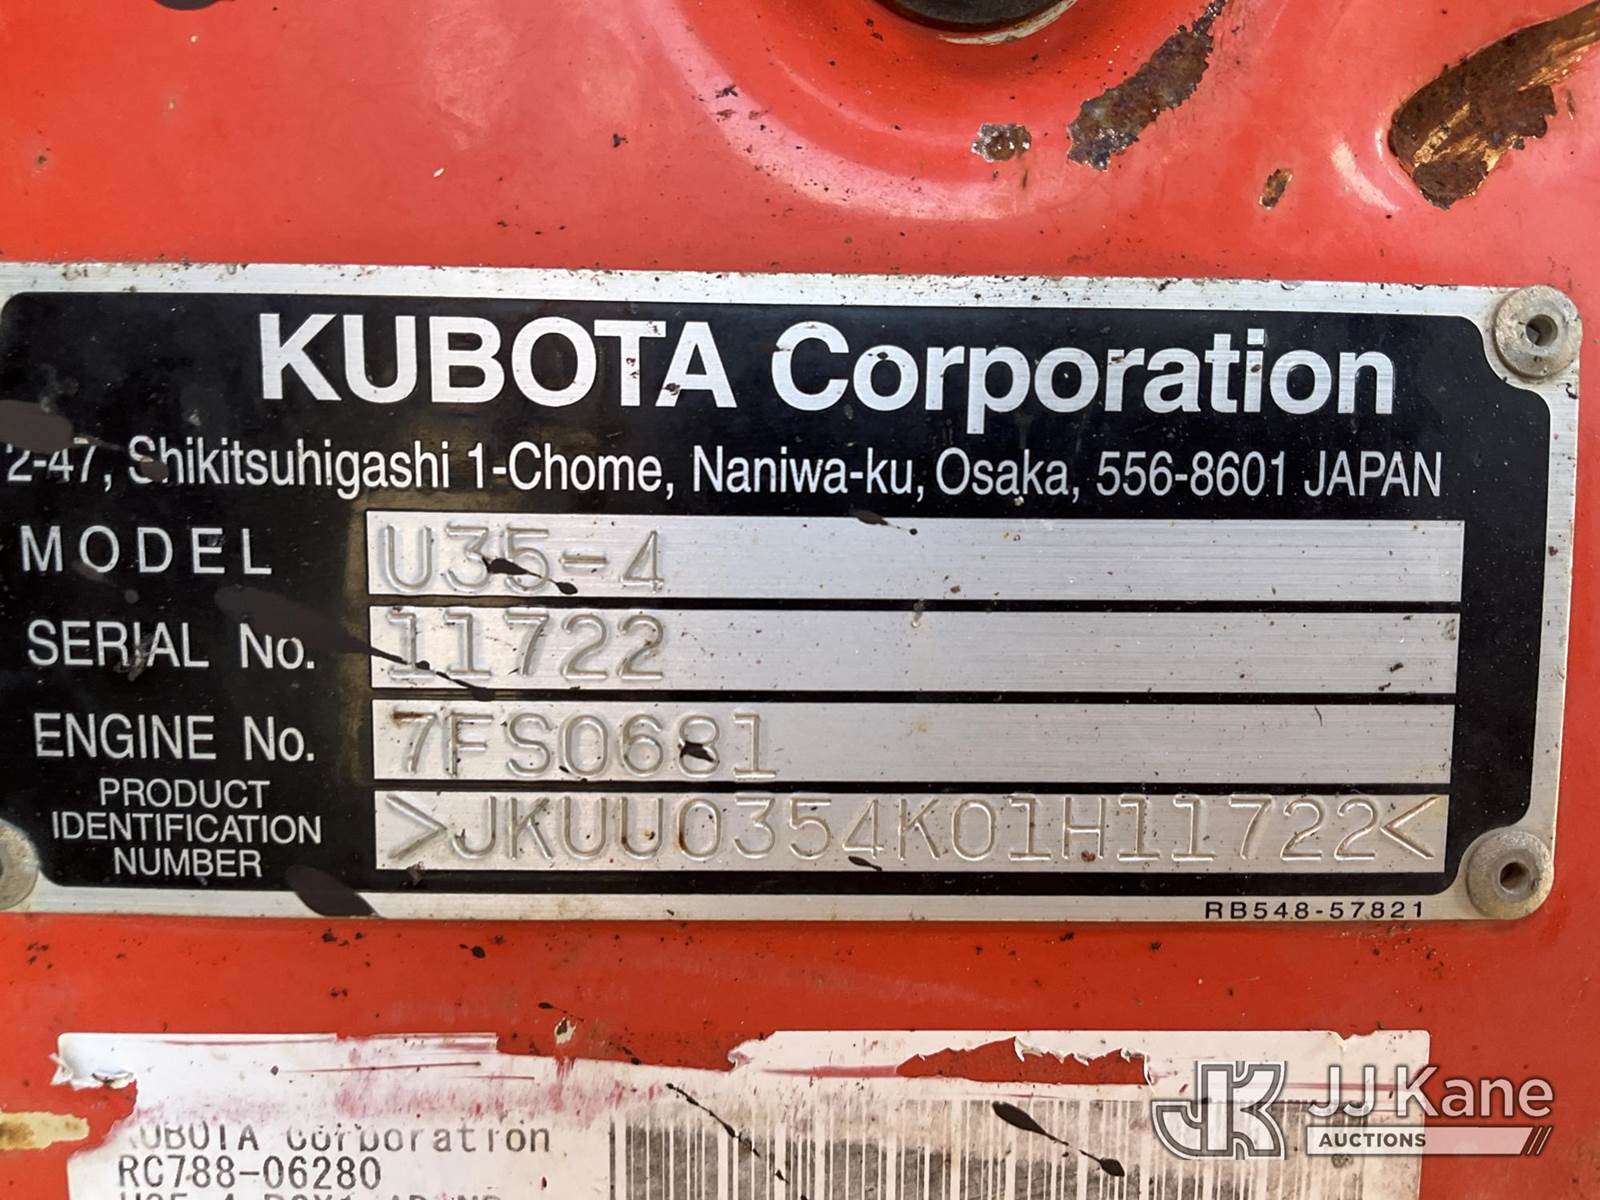 KUBOTA Corporation
2-47, Shikitsuhigashi 1-Chome, Naniwa-ku, Osaka, 556-8601 JAPAN
MODEL U35-4
SERIAL No. 11722
ENGINE No. 7FS0681
PRODUCT
IDENTIFICATION
NUMBER
>JKUU0354K01H11722<
RB548-57821
KUBOTA Corporation
RC788-06280
JJ Kane
AUCTIONS